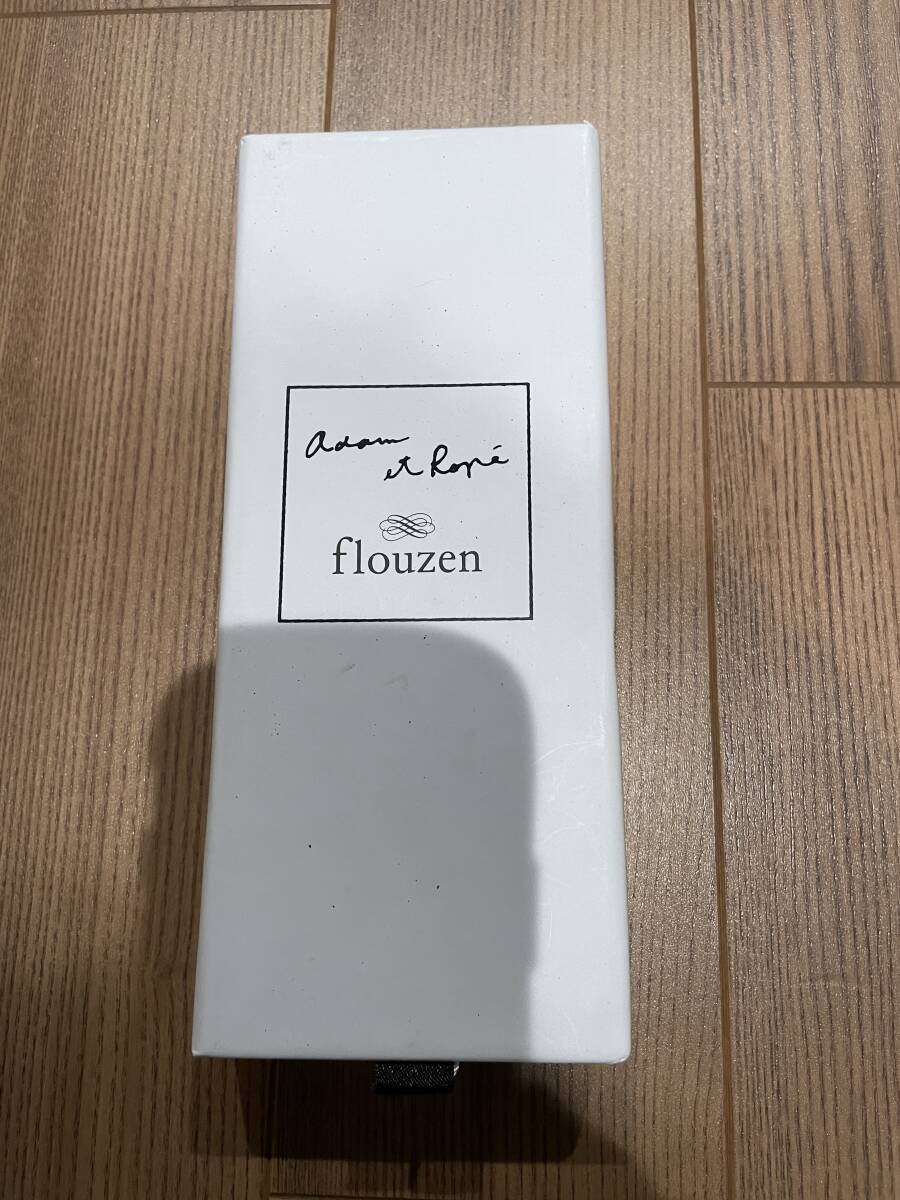 Adam
et Ropé
flouzen